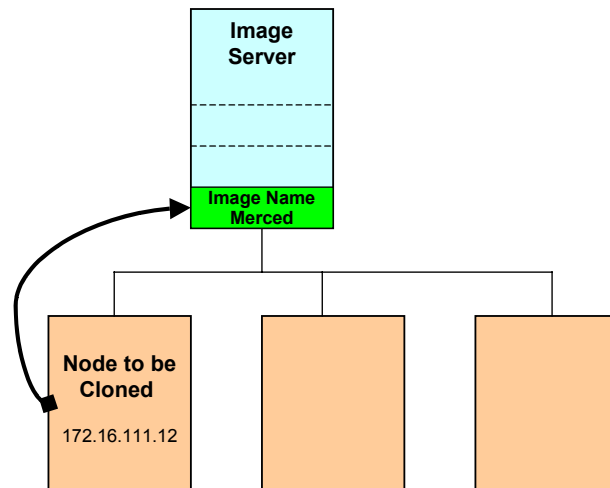 Image
Server
Image Name
Merced
Node to be
Cloned
172.16.111.12